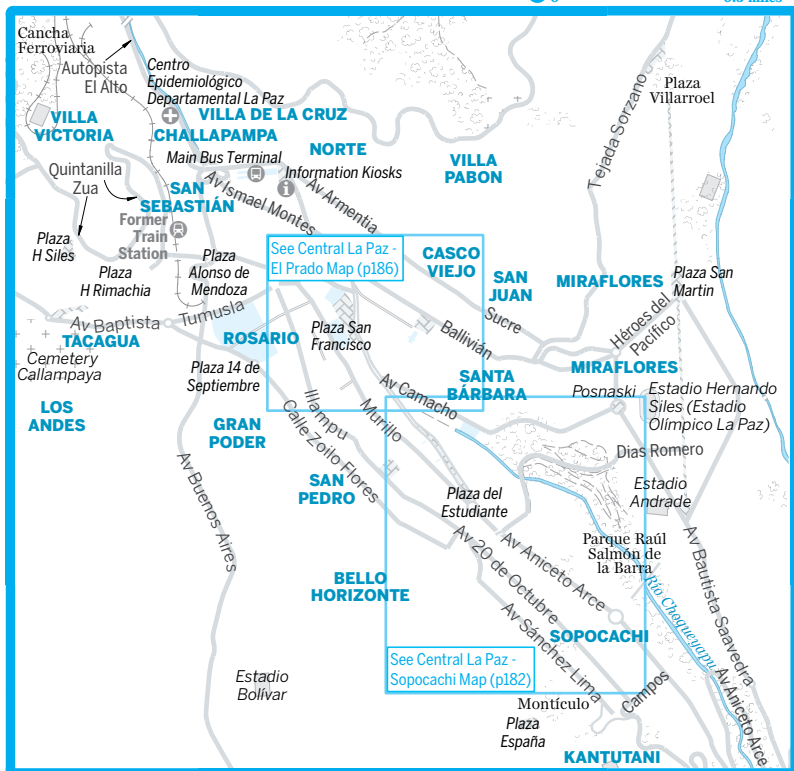 0
0.5 miles
Cancha
Ferroviaria
Autopista
El Alto
Centro
Epidemiológico
Departamental La Paz
Plaza
Villarroel
VILLA
VICTORIA
VILLA DE LA CRUZ
CHALLAPAMPA
NORTE
Tejada Sorzano
Main Bus Terminal
Information Kiosks
VILLA
PABON
Quintanilla
Zua
SAN
SEBASTIÁN
Av Ismael Montes
Av Armentia
Former
Train
Station
Plaza
H Siles
Plaza
H Rimachia
Plaza
Alonso de
Mendoza
See Central La Paz -
El Prado Map (p186)
CASCO
VIEJO
SAN
JUAN
MIRAFLORES
Plaza San
Martin
Av Baptista
Tumusla
Sucre
Héroes del
Pacífico
TACAGUA
ROSARIO
Plaza San
Francisco
Ballivián
Cemetery
Callampaya
Plaza 14 de
Septiembre
Av Camacho
SANTA
BÁRBARA
MIRAFLORES
Posnaski
Estadio Hernando
Siles (Estadio
Olímpico La Paz)
LOS
ANDES
GRAN
PODER
Illampu
Murillo
Calle Zoilo Flores
Dias Romero
Av Buenos Aires
SAN
PEDRO
Plaza del
Estudiante
Estadio
Andrade
Parque Raúl
Salmón de
la Barra
BELLO
HORIZONTE
Av 20 de Octubre
Av Aniceto Arce
Río Choqueyapu
Av Bautista Saavedra
Av Sánchez Lima
SOPOCACHI
See Central La Paz -
Sopocachi Map (p182)
Estadio
Bolívar
Campos
Av Aniceto Arce
Montículo
Plaza
España
KANTUTANI